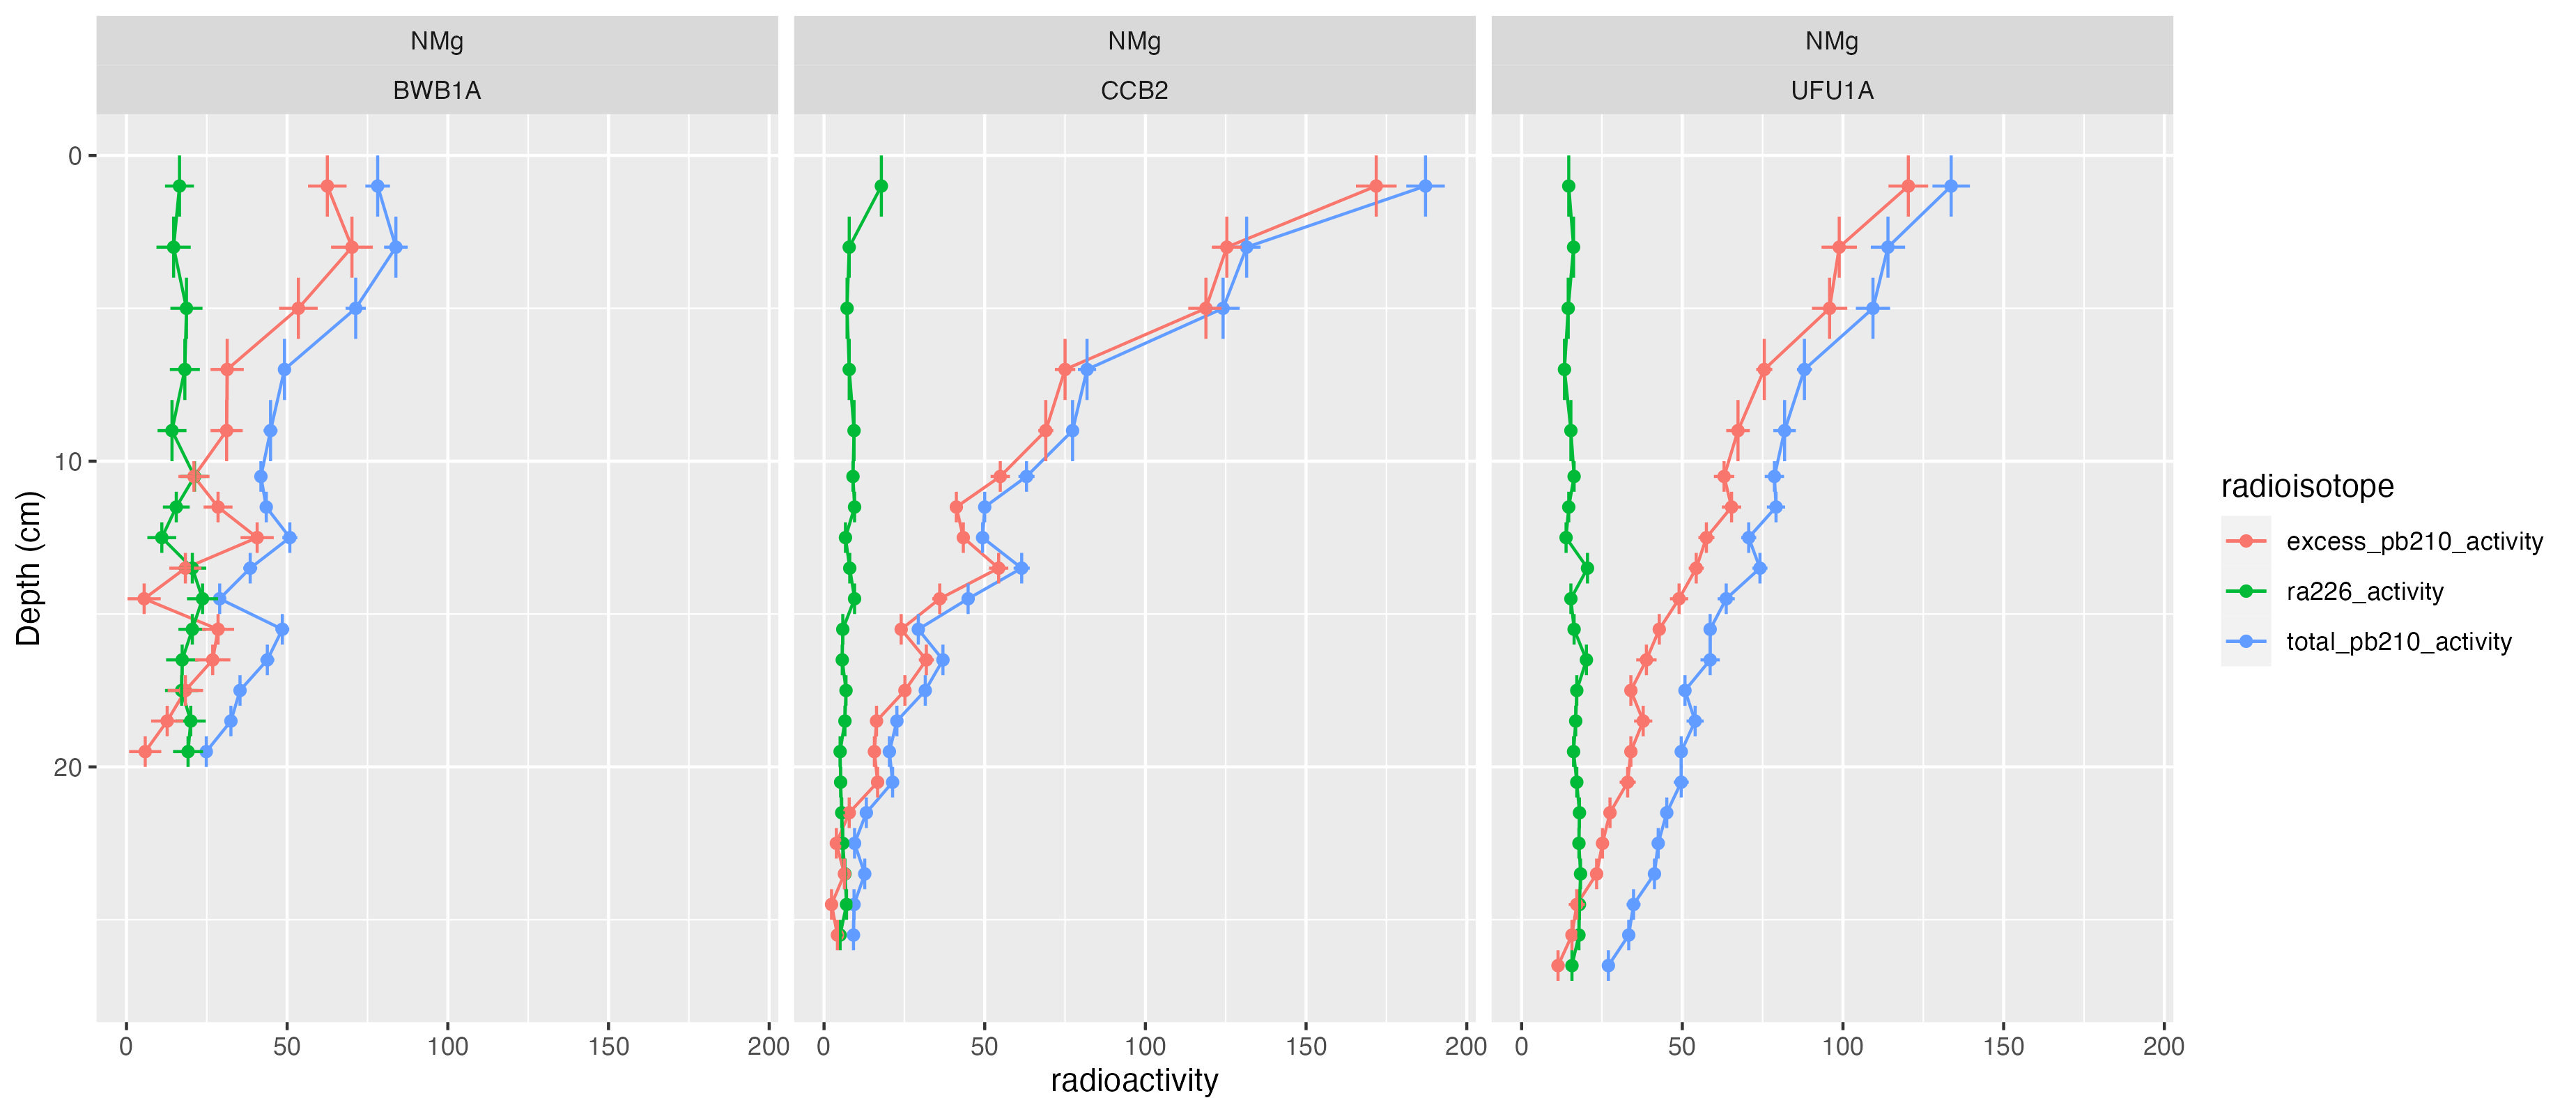 NMg NMg NMg
BWB1A CCB2 UFU1A
0
10
20
Depth (cm)
0 50 100 150 200 0 50 100 150 200 0 50 100 150 200
radioactivity
radioisotope
excess_pb210_activity
ra226_activity
total_pb210_activity